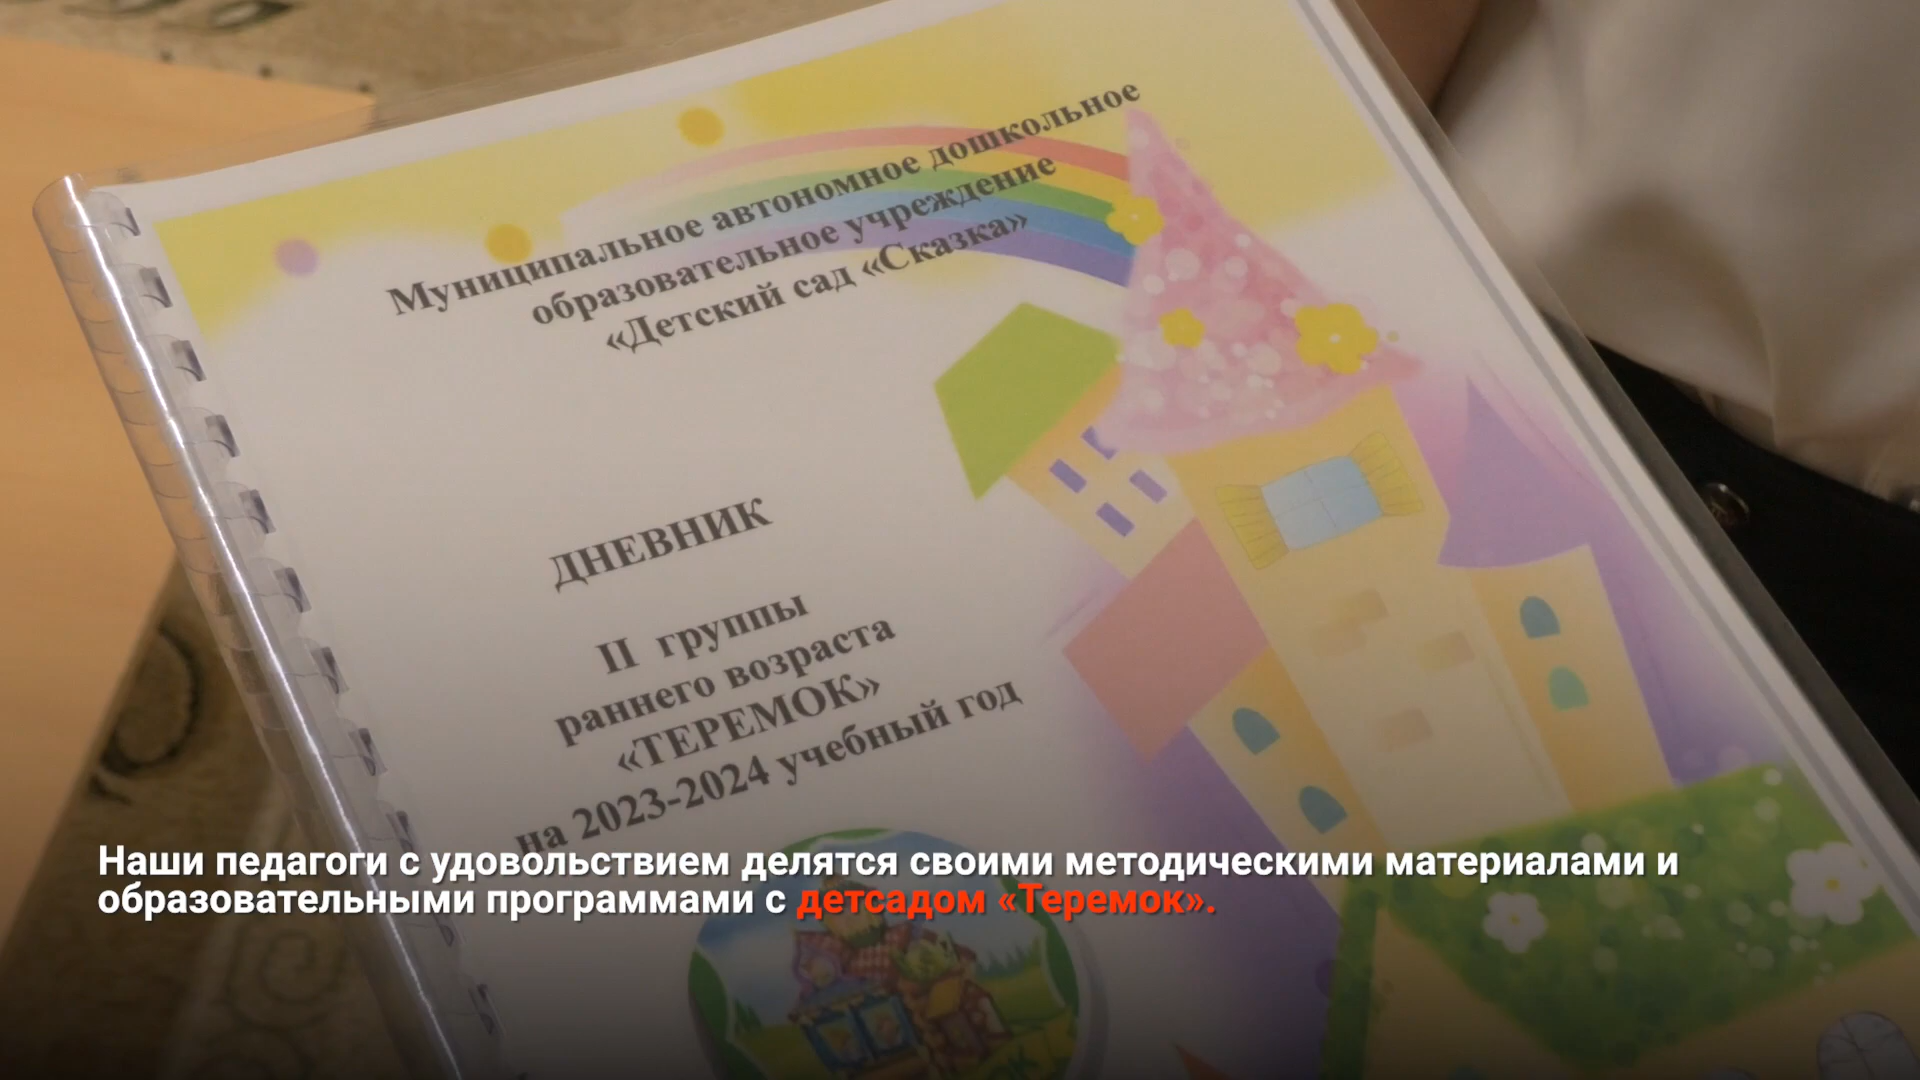 Муниципальное автономное дошкольное
образовательное учреждение
«Детский сад «Сказка»
ДНЕВНИК
II группы
раннего возраста
«ТЕРЕМОК»
на 2023-2024 учебный год
Наши педагоги с удовольствием делятся своими методическими материалами и
образовательными программами с детсадом «Теремок».